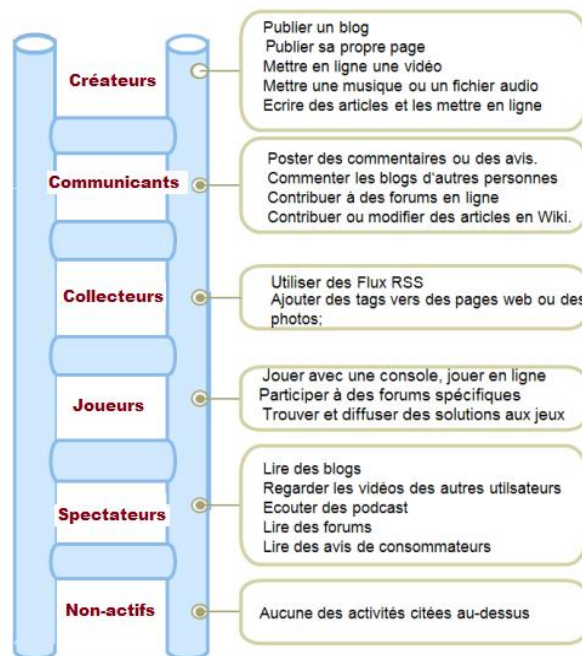 Créateurs
Publier un blog
Publier sa propre page
Mettre en ligne une vidéo
Mettre une musique ou un fichier audio
Ecrire des articles et les mettre en ligne
Communicants
Poster des commentaires ou des avis.
Commenter les blogs d'autres personnes
Contribuer à des forums en ligne
Contribuer ou modifier des articles en Wiki.
Collecteurs
Utiliser des Flux RSS
Ajouter des tags vers des pages web ou des
photos;
Joueurs
Jouer avec une console, jouer en ligne
Participer à des forums spécifiques
Trouver et diffuser des solutions aux jeux
Spectateurs
Lire des blogs
Regarder les vidéos des autres utilsateurs
Ecouter des podcast
Lire des forums
Lire des avis de consommateurs
Non-actifs
Aucune des activités citées au-dessus